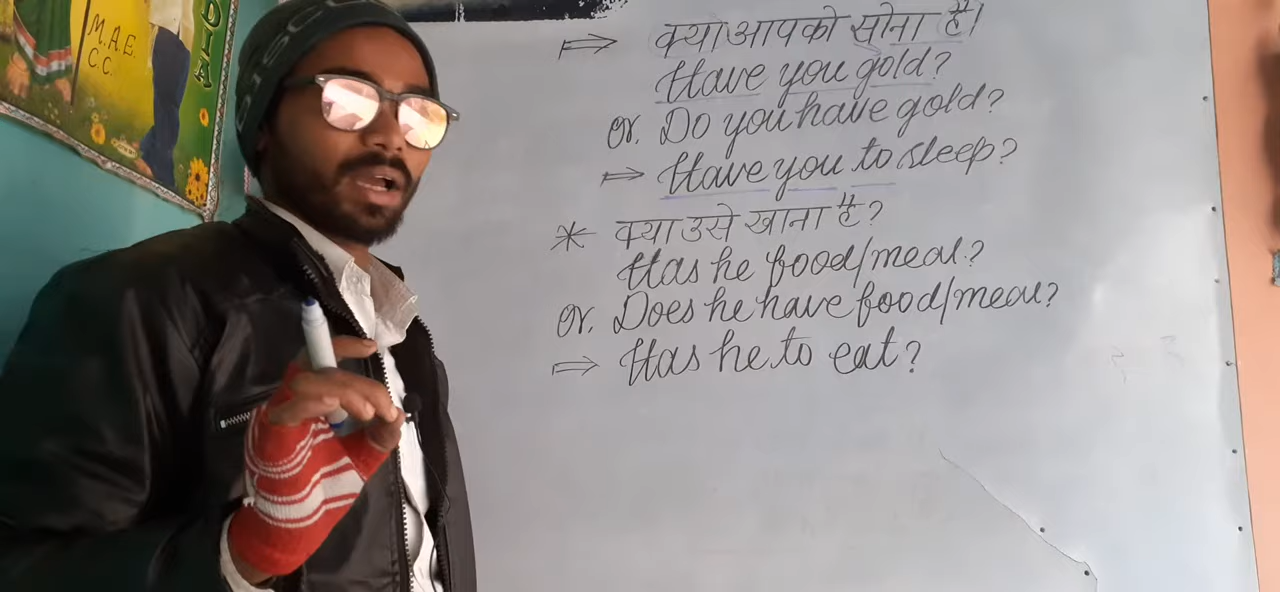 M.A.E.
C.C.
⇒ क्या आपको सोना है।
Have you gold?
or. Do you have gold?
⇒ Have you to sleep?
* क्या उसे खाना है?
Has he food/meal?
or. Does he have food/meal?
⇒ Has he to eat?